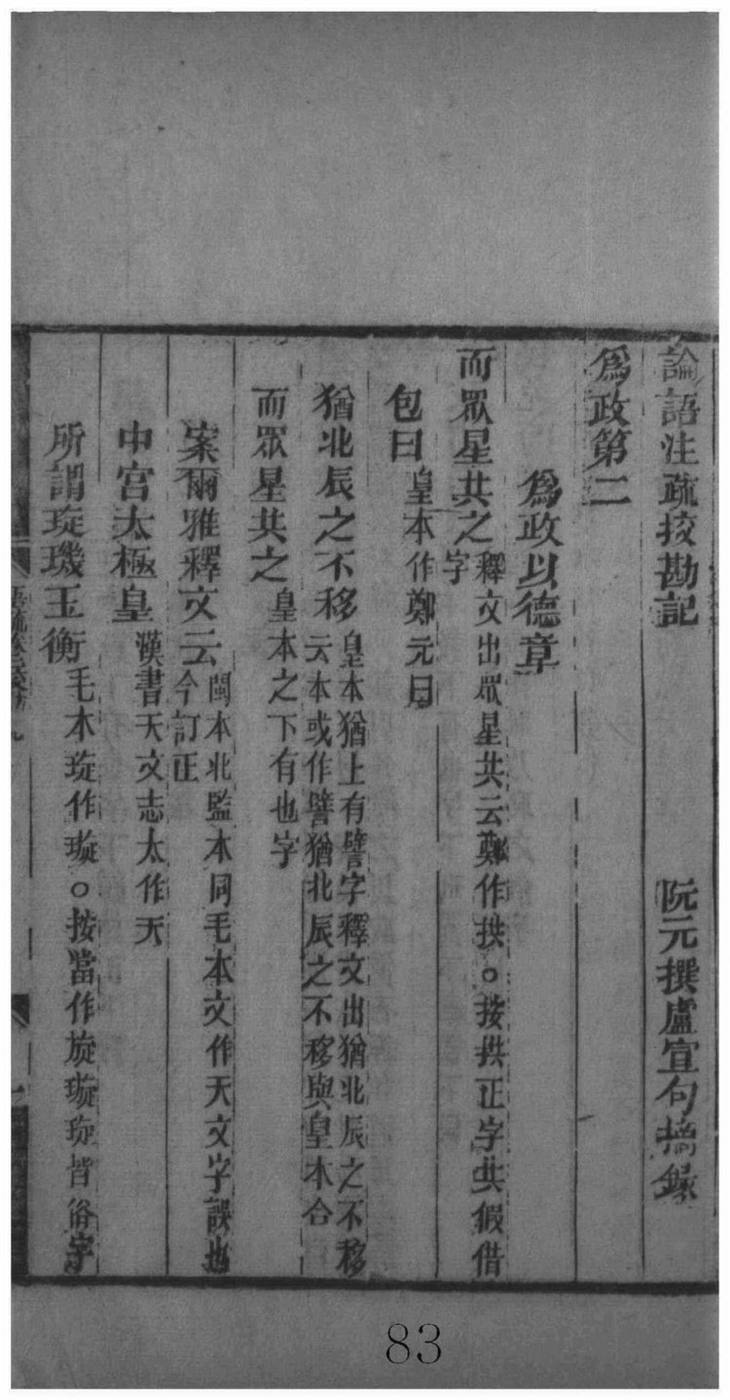 論語注疏挍勘記 阮元撰盧宣旬摘錄
爲政第二
爲政以德章
而眾星共之 釋文出眾星共云鄭作拱○按拱正字共假借
字
包曰 皇本作鄭元曰
猶北辰之不移 皇本猶上有譬字釋文出猶北辰之不移
云本或作譬猶北辰之不移與皇本合
而眾星共之 皇本之下有也字
案爾雅釋文云 閩本北監本同毛本文作天文字誤也
今訂正
中宮太極皇 漢書天文志太作天
所謂琁璣玉衡 毛本琁作璇○按當作旋璇琁皆俗字
83